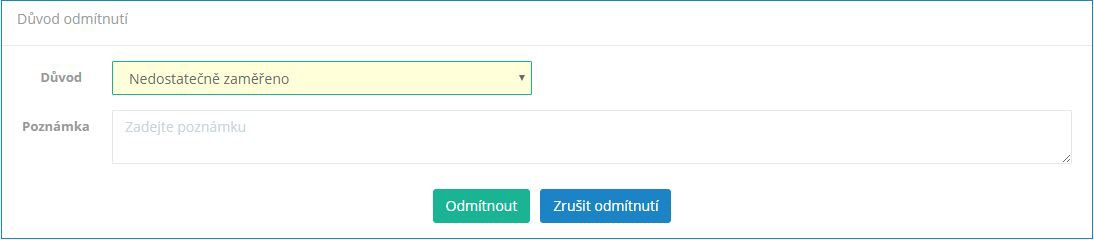 Důvod odmítnutí
Důvod
Nedostatečně zaměřeno
Poznámka
Zadejte poznámku
Odmítnout
Zrušit odmítnutí